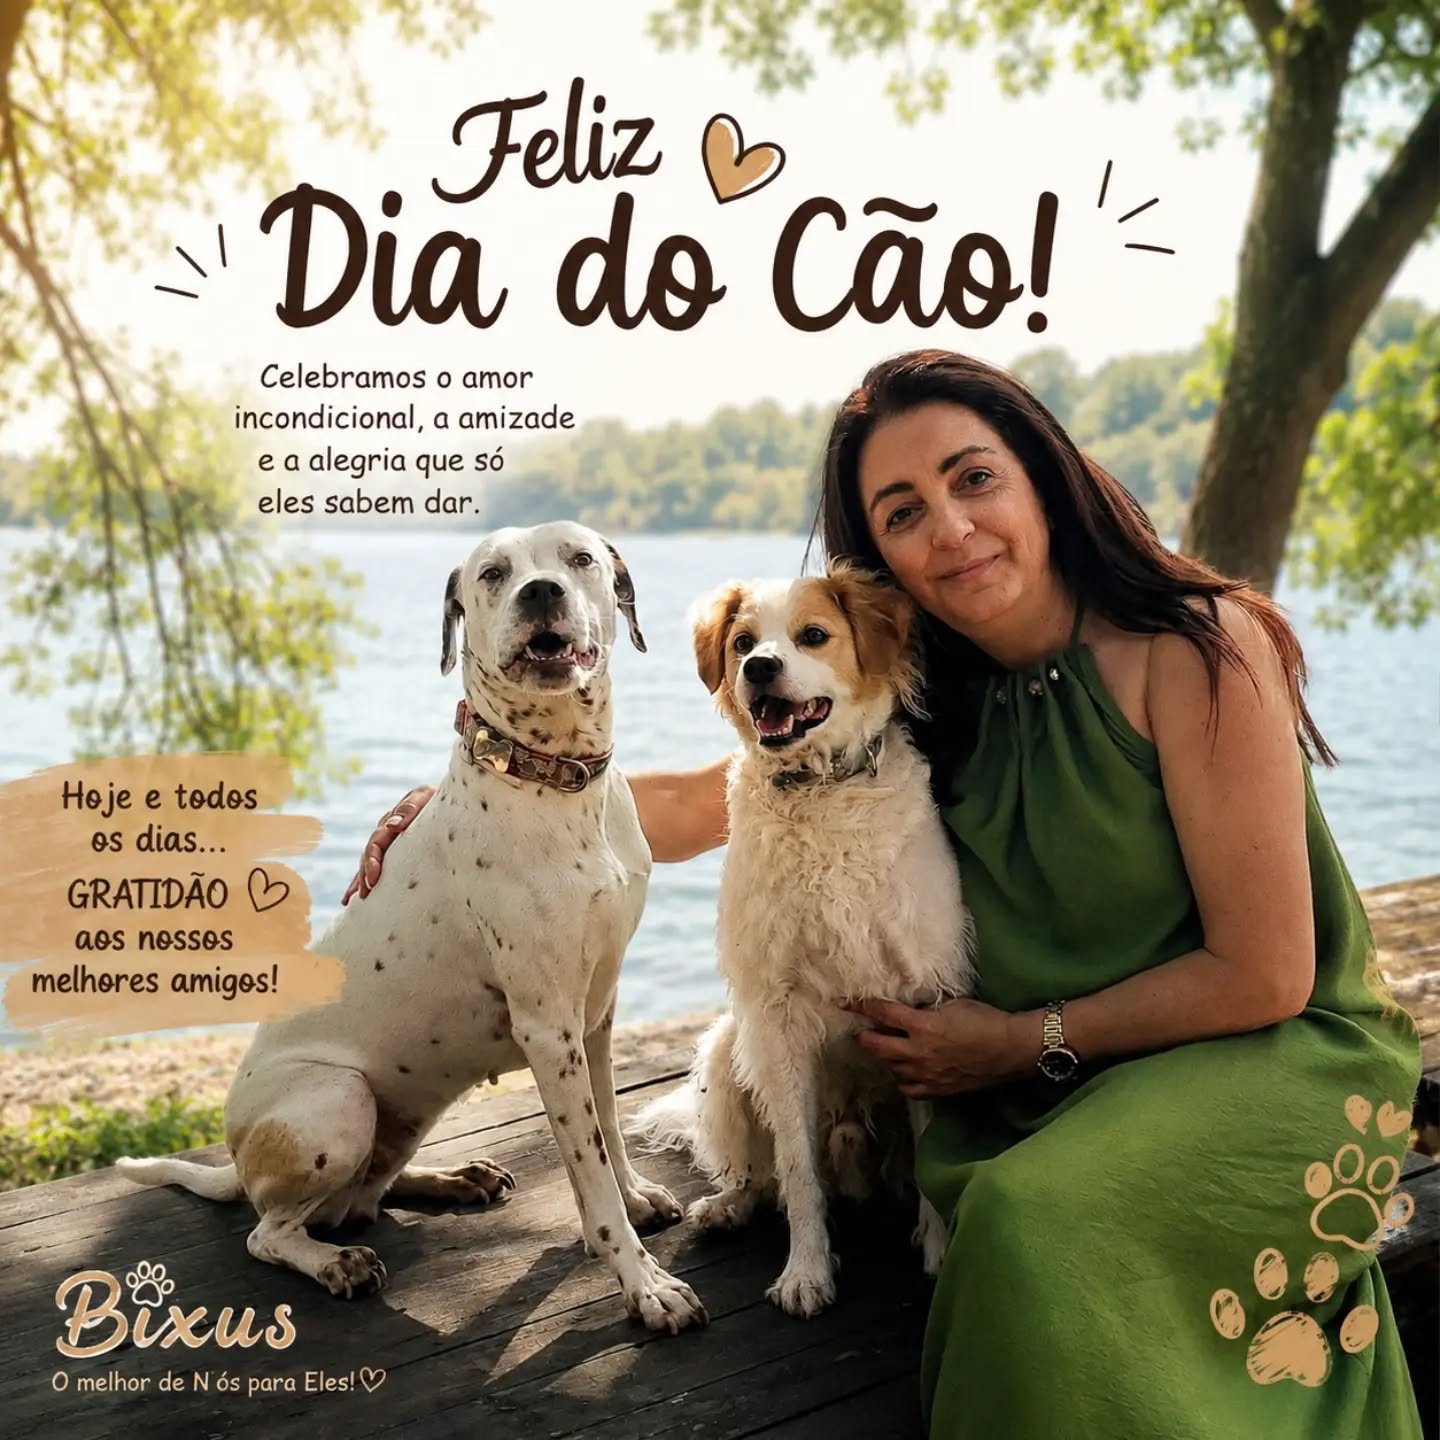 Feliz
Dia do Cão!
Celebramos o amor
incondicional, a amizade
e a alegria que só
eles sabem dar.
Hoje e todos
os dias...
GRATIDÃO
aos nossos
melhores amigos!
Bixus
O melhor de N ós para Eles!